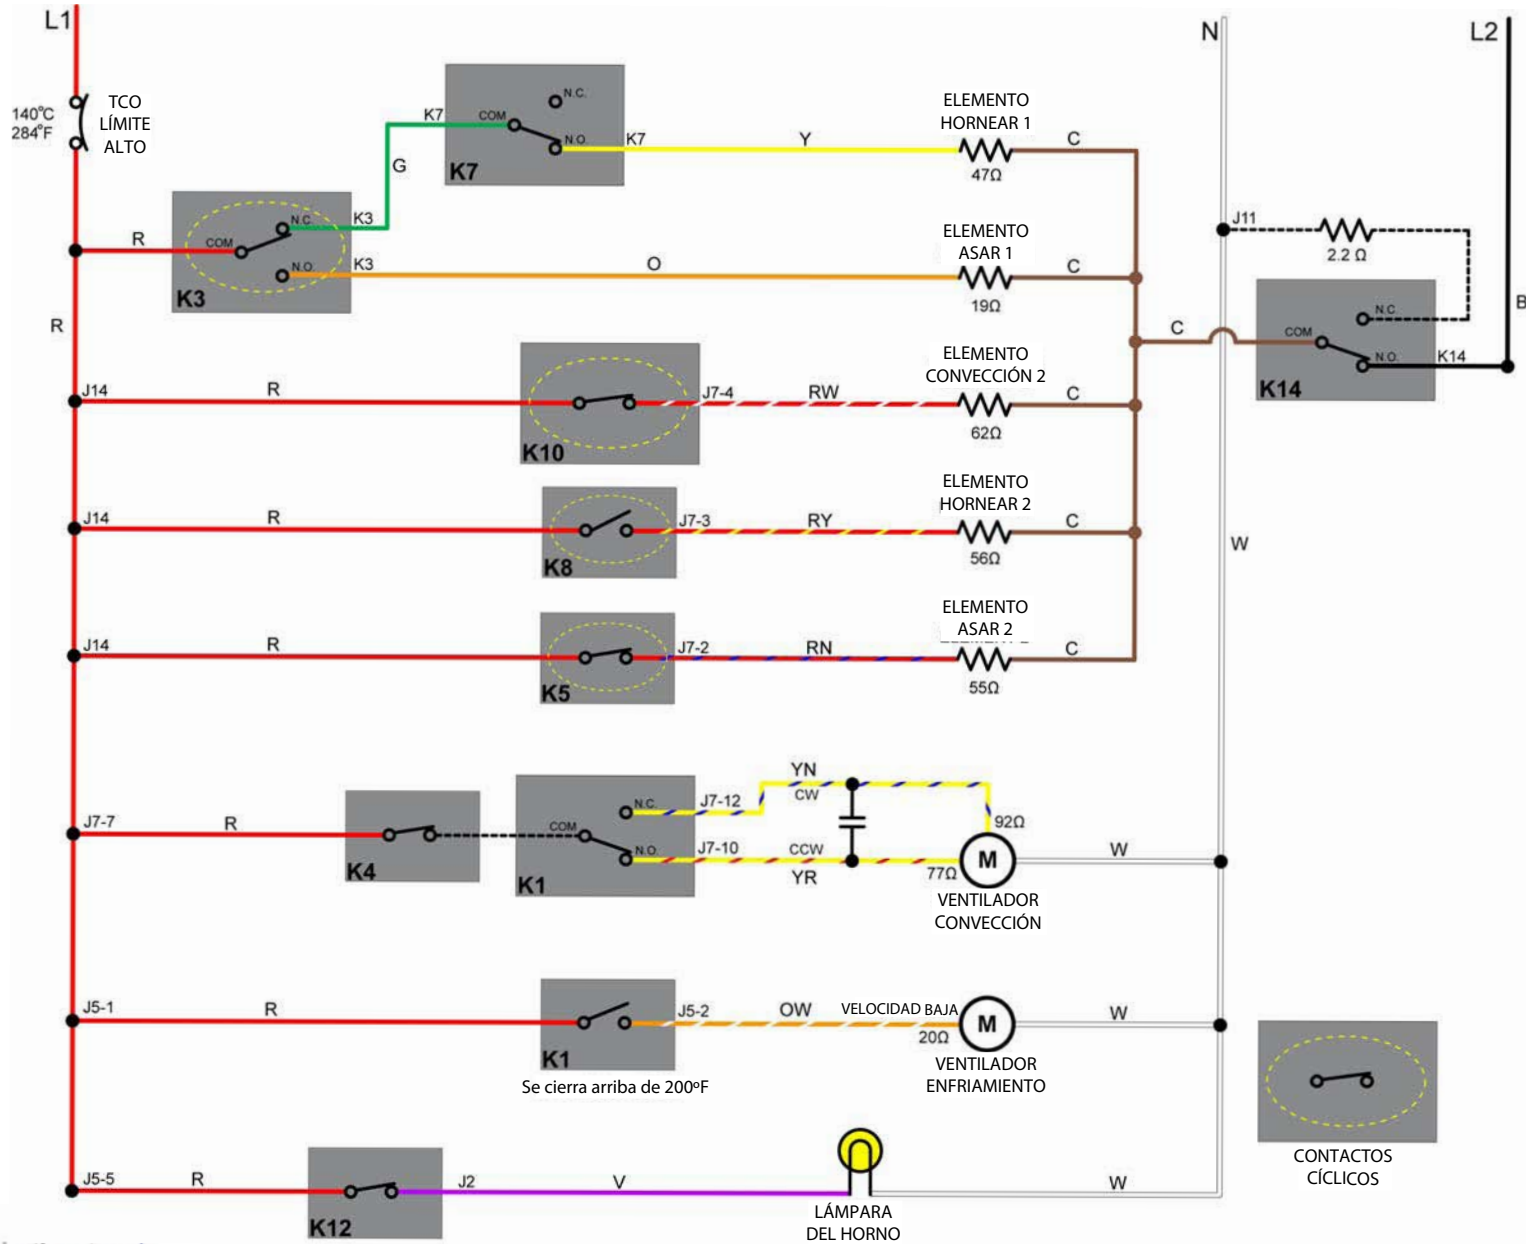 L1
N
L2
140°C
284°F
TCO
LÍMITE
ALTO
K7
COM
N.C.
N.O.
K7
K7
Y
ELEMENTO
HORNEAR 1
47Ω
C
G
R
COM
N.C.
N.O.
K3
K3
K3
O
ELEMENTO
ASAR 1
19Ω
C
J11
2.2 Ω
R
C
COM
N.C.
N.O.
K14
K14
B
J14
R
K10
J7-4
RW
ELEMENTO
CONVECCIÓN 2
62Ω
C
J14
R
K8
J7-3
RY
ELEMENTO
HORNEAR 2
56Ω
C
W
J14
R
K5
J7-2
RN
ELEMENTO
ASAR 2
55Ω
C
J7-7
R
K4
COM
N.C.
N.O.
K1
J7-12
YN
CW
J7-10
CCW
YR
92Ω
77Ω
M
W
VENTILADOR
CONVECCIÓN
J5-1
R
K1
J5-2
OW
VELOCIDAD BAJA
20Ω
M
W
Se cierra arriba de 200ºF
VENTILADOR
ENFRIAMIENTO
CONTACTOS
CÍCLICOS
J5-5
R
K12
J2
V
W
LÁMPARA
DEL HORNO